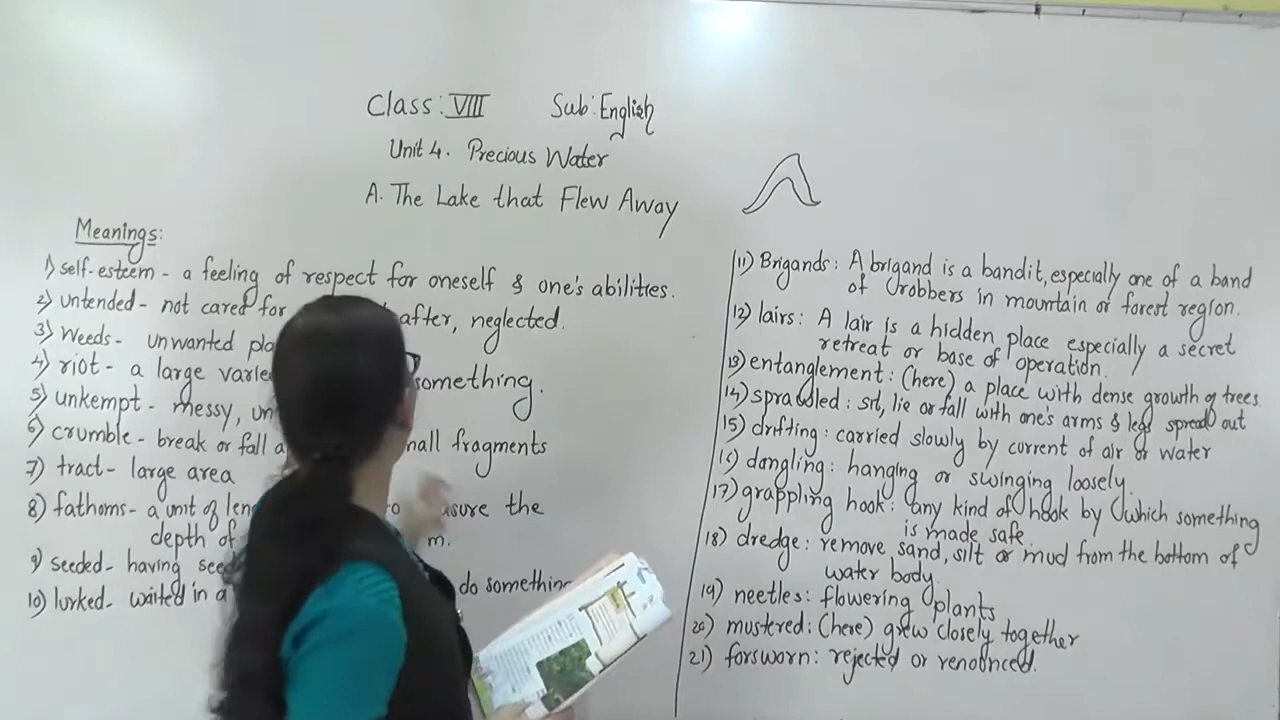 Class: VIII Sub: English
Unit 4. Precious Water
A. The Lake that Flew Away
Meanings:
1) self-esteem - a feeling of respect for oneself & one's abilities.
2) untended - not cared for after, neglected.
3) Weeds - unwanted
4) riot - a large something.
5) unkempt - messy,
6) crumble - break or fall fragments
7) tract - large area
8) fathoms - a unit of the
depth of m.
9) seeded - having
10) lurked - waited in a do
11) Brigands: A brigand is a bandit, especially one of a band
of robbers in mountain or forest region.
12) lairs: A lair is a hidden place especially a secret
retreat or base of operation.
13) entanglement: (here) a place with dense growth of trees.
14) sprawled: sit, lie or fall with one's arms & legs spread out
15) drifting: carried slowly by current of air or water
16) dangling: hanging or swinging loosely.
17) grappling hook: any kind of hook by which something
is made safe.
18) dredge: remove sand, silt or mud from the bottom of
water body.
19) neetles: flowering plants
20) mustered: (here) grew closely together
21) forsworn: rejected or renounced.